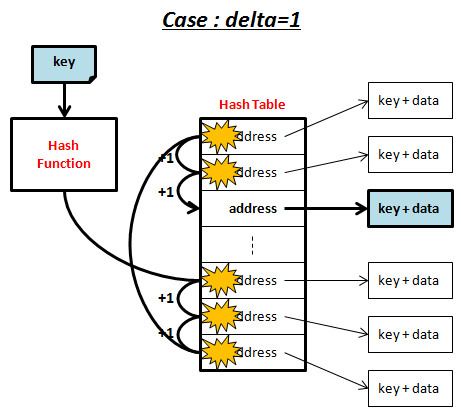 Case : delta=1
key
Hash
Function
Hash Table
ddress
key + data
+1
ddress
key + data
+1
address
key + data
ddress
key + data
+1
ddress
key + data
+1
ddress
key + data